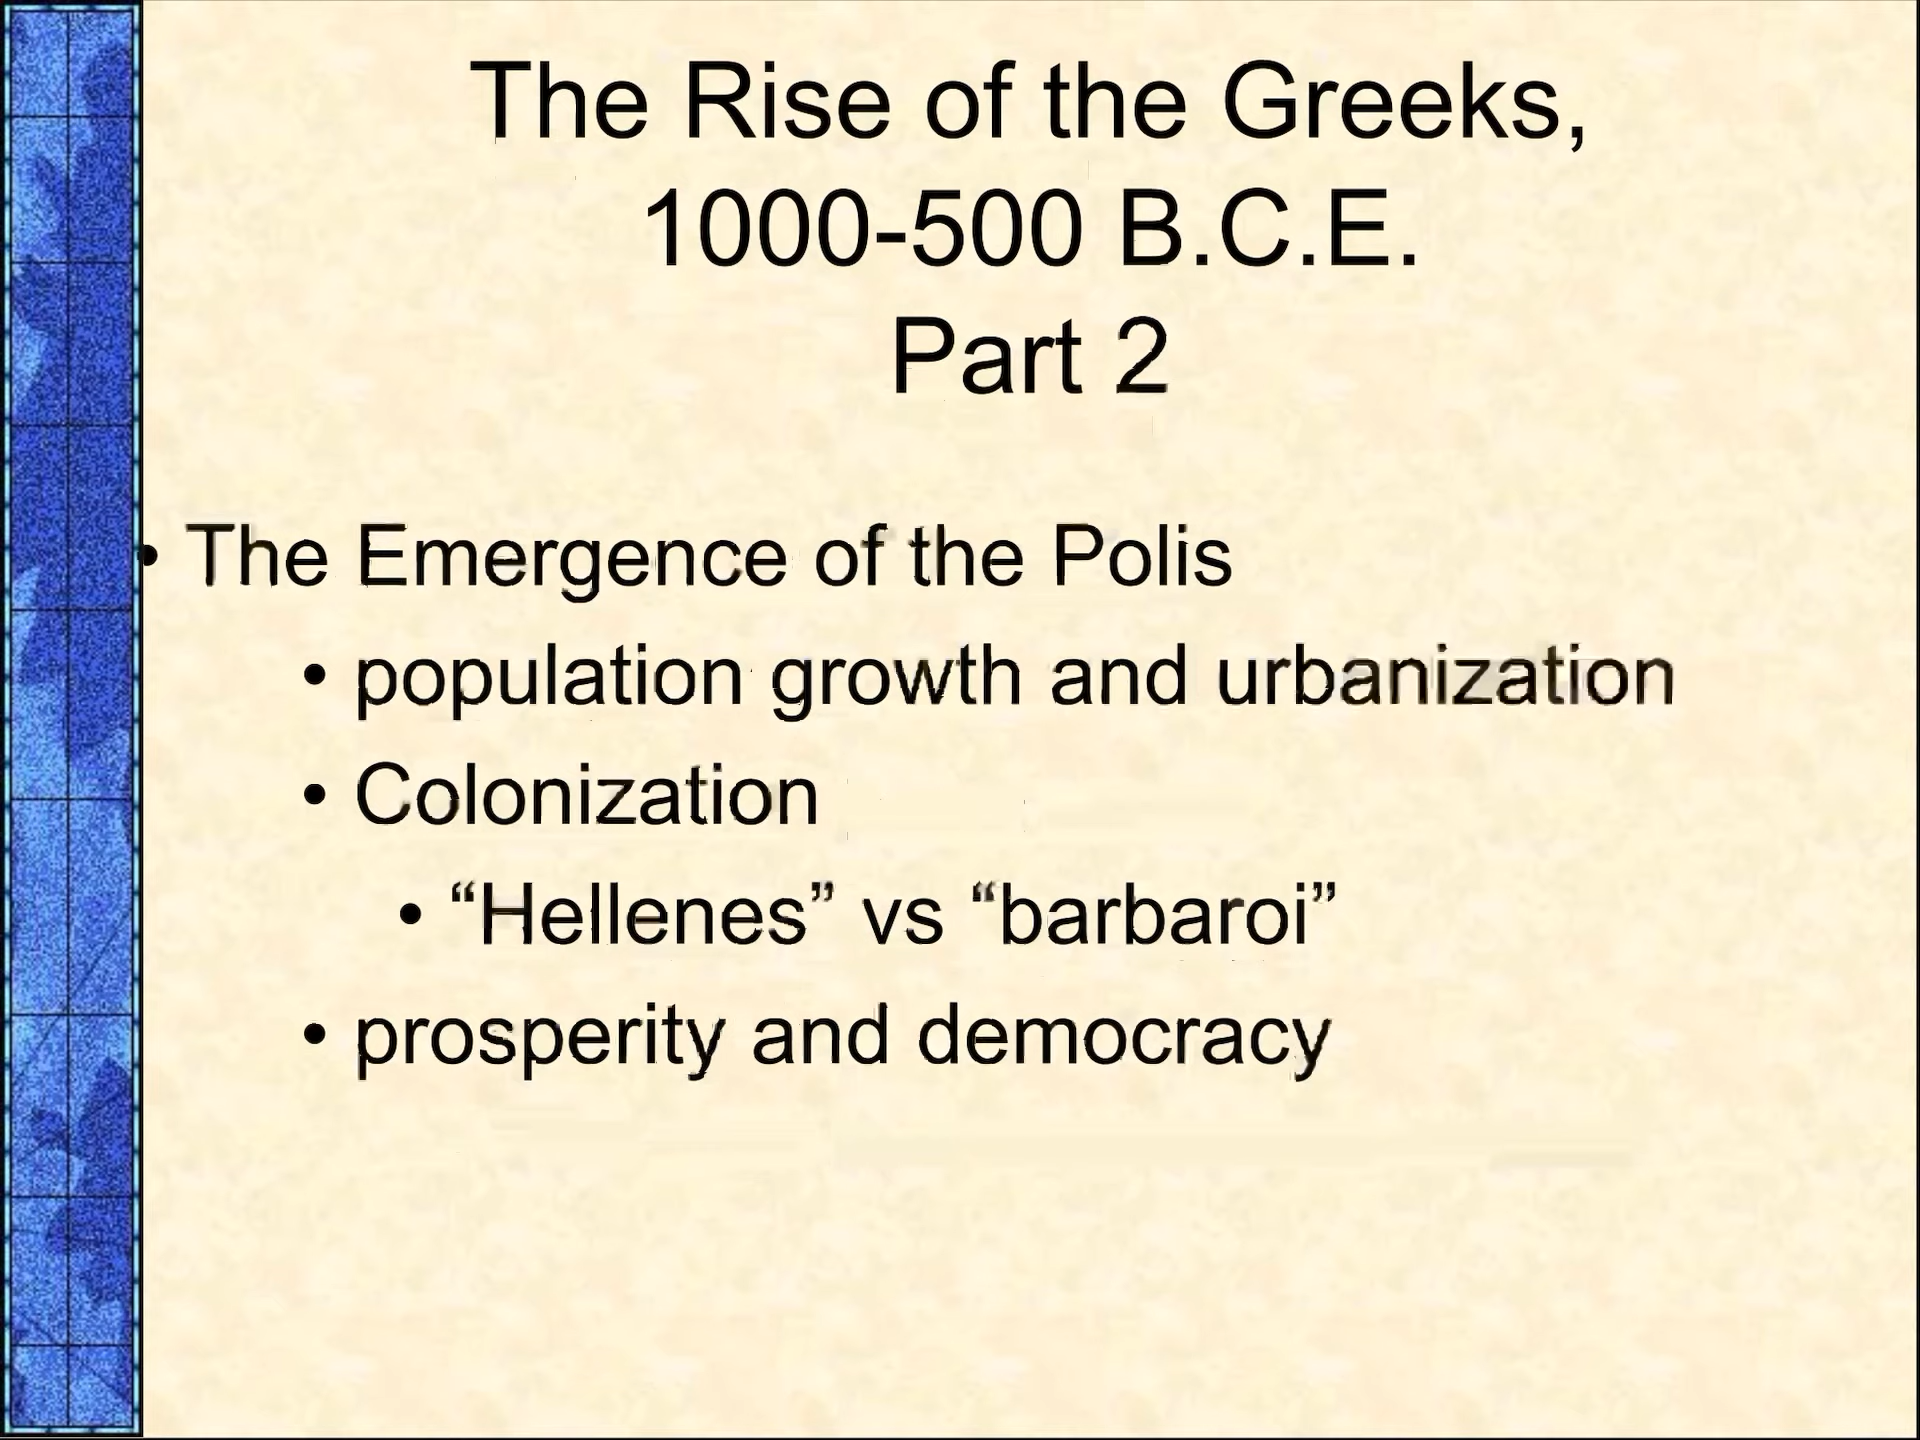 The Rise of the Greeks,
1000-500 B.C.E.
Part 2
• The Emergence of the Polis
• population growth and urbanization
• Colonization
• “Hellenes” vs “barbaroi”
• prosperity and democracy